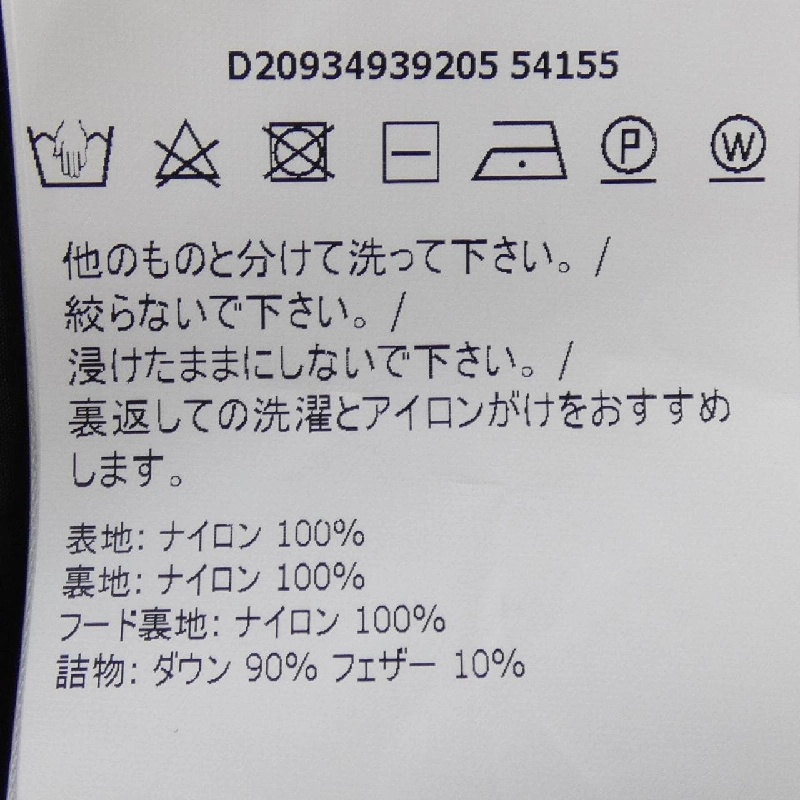 D20934939205 54155
P W
他のものと分けて洗って下さい。/
絞らないで下さい。/
浸けたままにしないで下さい。/
裏返しての洗濯とアイロンがけをおすすめ
します。
表地: ナイロン 100%
裏地: ナイロン 100%
フード裏地: ナイロン 100%
詰物: ダウン 90% フェザー 10%